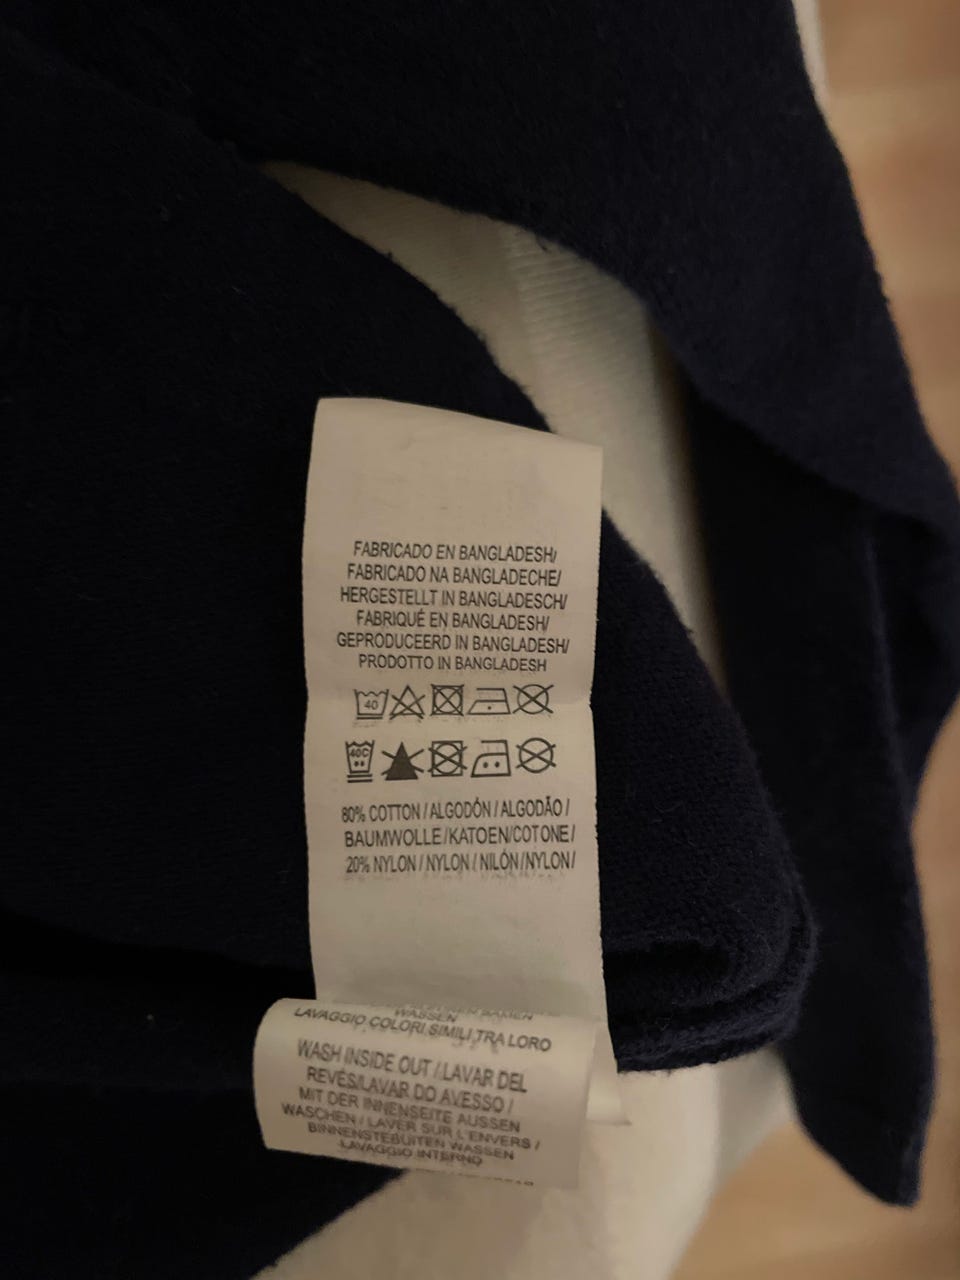 FABRICADO EN BANGLADESH/
FABRICADO NA BANGLADECHE/
HERGESTELLT IN BANGLADESCH/
FABRIQUÉ EN BANGLADESH/
GEPRODUCEERD IN BANGLADESH/
PRODOTTO IN BANGLADESH
40
40C
80% COTTON / ALGODÓN / ALGODÃO /
BAUMWOLLE/KATOEN/COTONE/
20% NYLON / NYLON / NILÓN/NYLON/
WASSEN
LAVAGGIO COLORI SIMILI TRA LORO
WASH INSIDE OUT / LAVAR DEL
REVÉS/LAVAR DO AVESSO /
MIT DER INNENSEITE AUSSEN
WASCHEN / LAVER SUR L'ENVERS /
BINNENSTEBUITEN WASSEN
LAVAGGIO INTERNO